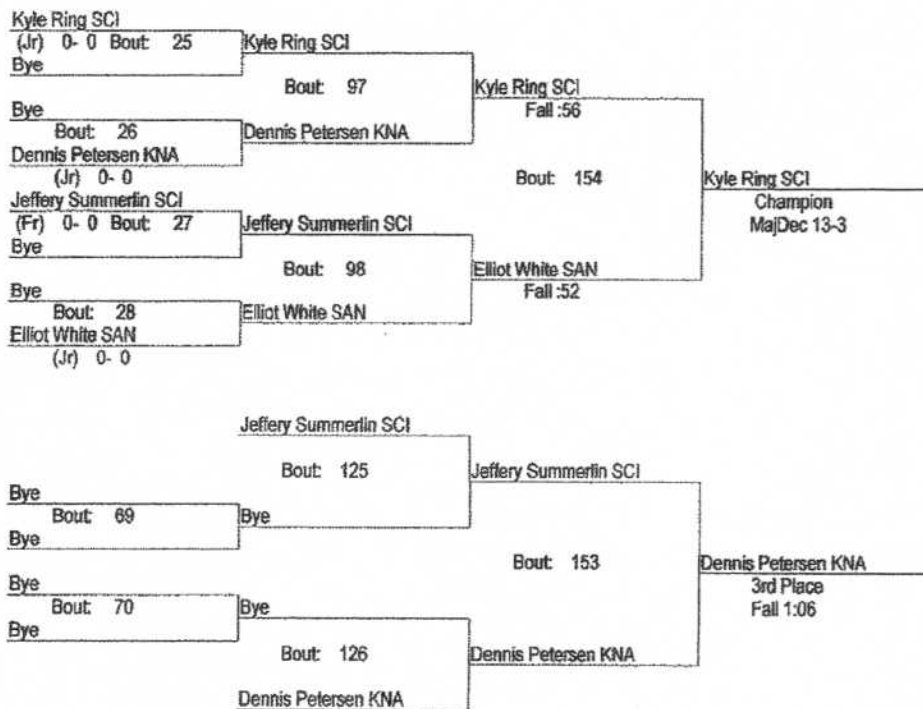 Kyle Ring SCI
(Jr) 0- 0 Bout: 25
Kyle Ring SCI
Bye
Bout: 97
Kyle Ring SCI
Fall :56
Bye
Bout: 26
Dennis Petersen KNA
Dennis Petersen KNA
(Jr) 0- 0
Bout: 154
Kyle Ring SCI
Champion
MajDec 13-3
Jeffery Summerlin SCI
(Fr) 0- 0 Bout: 27
Jeffery Summerlin SCI
Bye
Bout: 98
Elliot White SAN
Fall :52
Bye
Bout: 28
Elliot White SAN
Elliot White SAN
(Jr) 0- 0
Jeffery Summerlin SCI
Bout: 125
Jeffery Summerlin SCI
Bye
Bout: 69
Bye
Bye
Bout: 153
Dennis Petersen KNA
3rd Place
Fall 1:06
Bye
Bout: 70
Bye
Bye
Bout: 126
Dennis Petersen KNA
Dennis Petersen KNA